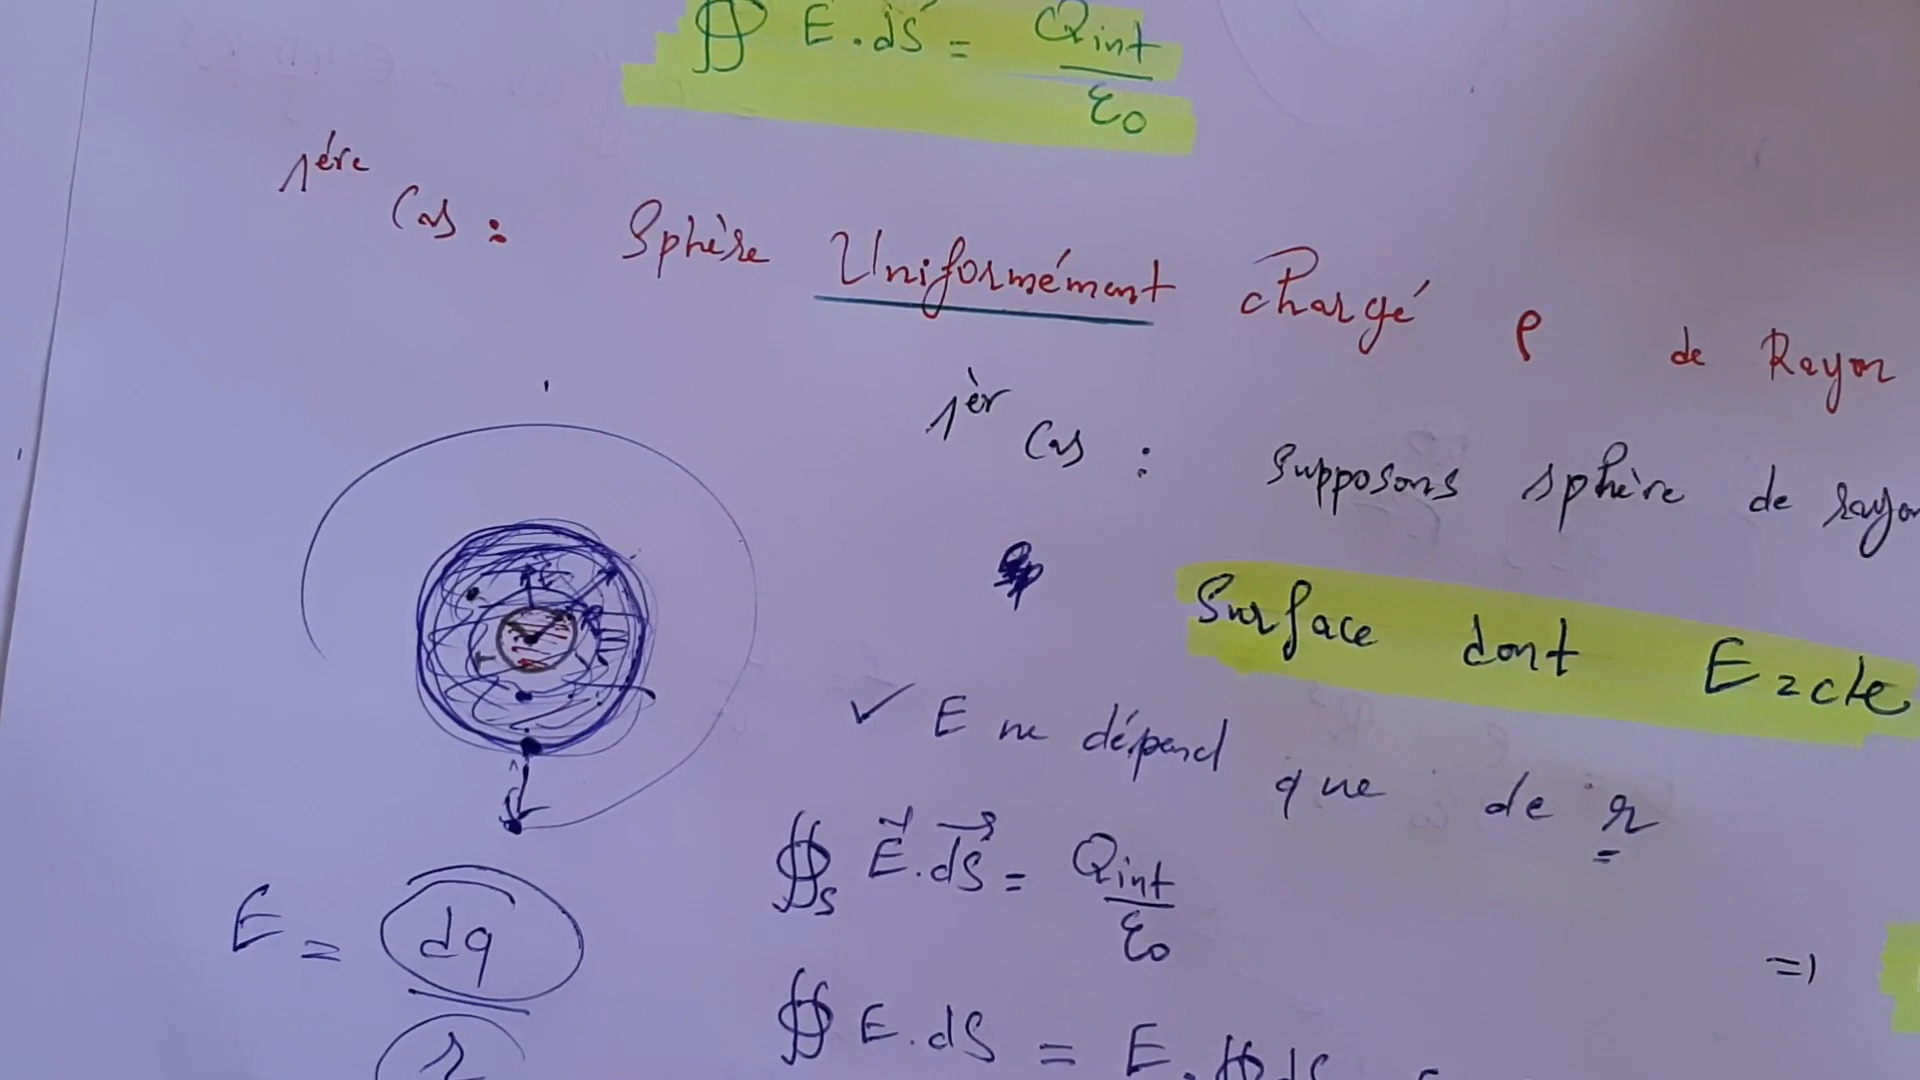 ∯ E.dS = Qint / ε0
1ére Cas : Sphère Uniformément chargé ρ de Rayon
1èr Cas : Supposons sphère de rayon
Surface dont E = cte
✓ E ne dépend que de r
∯S E⃗.dS⃗ = Qint / ε0
E = dq / r
=>
∯ E.dS = E. ∯ dS